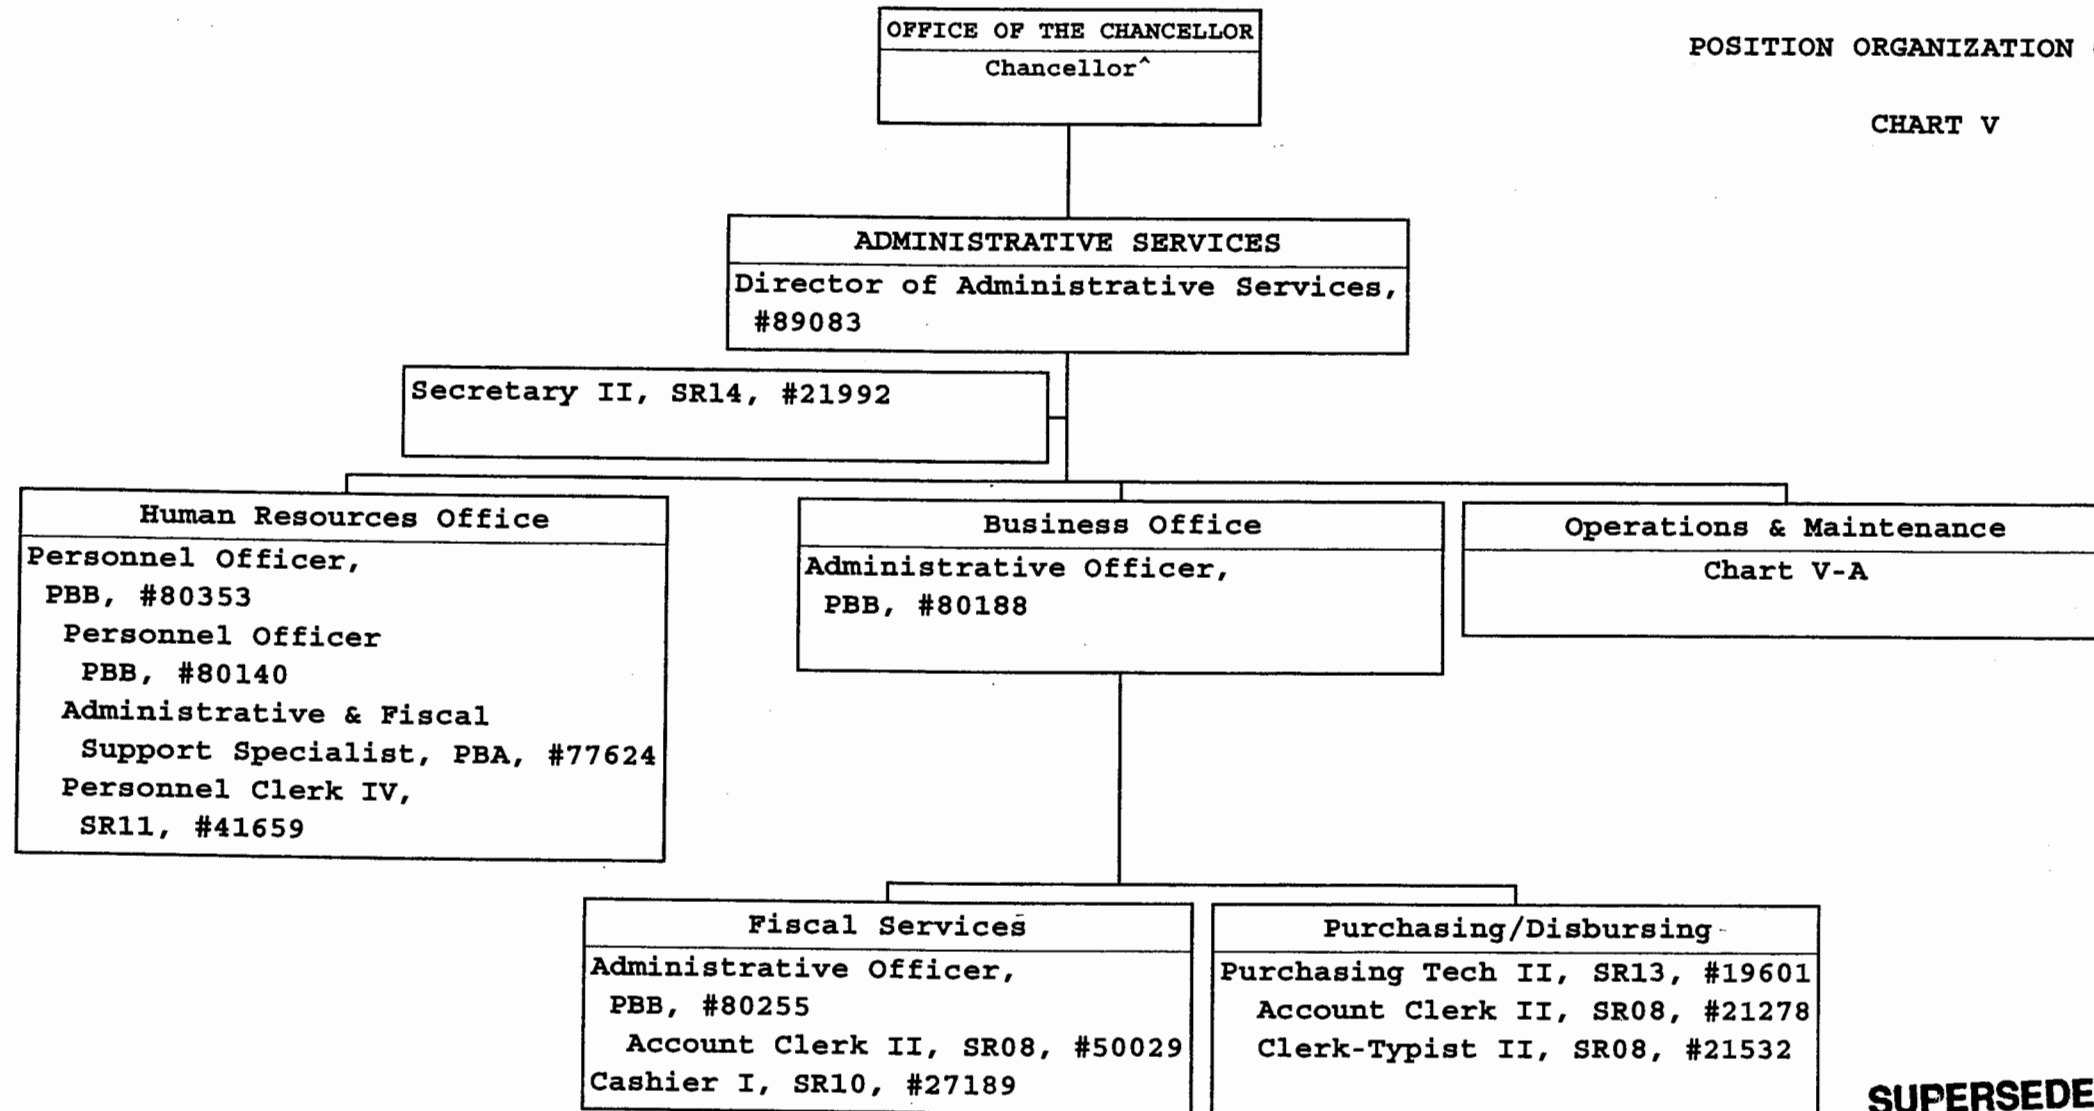 OFFICE OF THE CHANCELLOR
Chancellor^
POSITION ORGANIZATION
CHART V
ADMINISTRATIVE SERVICES
Director of Administrative Services,
#89083
Secretary II, SR14, #21992
Human Resources Office
Personnel Officer,
PBB, #80353
Personnel Officer
PBB, #80140
Administrative & Fiscal
Support Specialist, PBA, #77624
Personnel Clerk IV,
SR11, #41659
Business Office
Administrative Officer,
PBB, #80188
Operations & Maintenance
Chart V-A
Fiscal Services
Administrative Officer,
PBB, #80255
Account Clerk II, SR08, #50029
Cashier I, SR10, #27189
Purchasing/Disbursing
Purchasing Tech II, SR13, #19601
Account Clerk II, SR08, #21278
Clerk-Typist II, SR08, #21532
SUPERSEDE